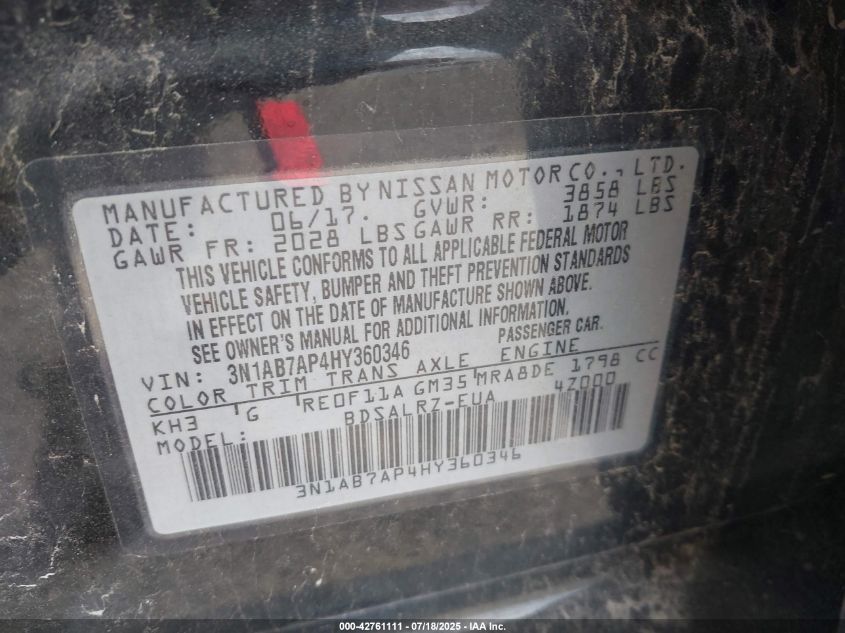 MANUFACTURED BY NISSAN MOTOR CO., LTD.
DATE: 06/17. GVWR: 3858 LBS
GAWR FR: 2028 LBS GAWR RR: 1874 LBS
THIS VEHICLE CONFORMS TO ALL APPLICABLE FEDERAL MOTOR
VEHICLE SAFETY, BUMPER AND THEFT PREVENTION STANDARDS
IN EFFECT ON THE DATE OF MANUFACTURE SHOWN ABOVE.
SEE OWNER'S MANUAL FOR ADDITIONAL INFORMATION.
VIN: 3N1AB7AP4HY360346 PASSENGER CAR.
COLOR TRIM TRANS AXLE ENGINE
KH3 G RE0F11A GM35 MRA8DE 1798 CC
MODEL: BDSALRZ-EUA 4Z000
3N1AB7AP4HY360346
000-42761111 — 07/18/2025 — IAA Inc.